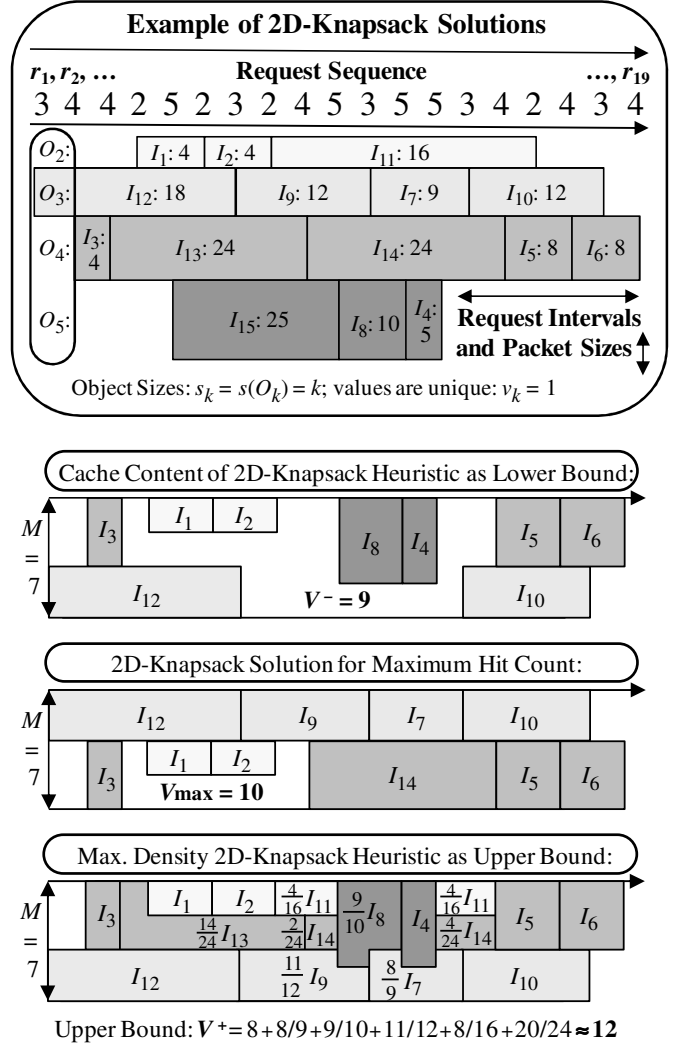 Example of 2D-Knapsack Solutions
r₁, r₂, … Request Sequence …, r₁₉
3 4 4 2 5 2 3 2 5 3 5 5 3 4 4 2 4 3 4
O₂: I₁: 4 I₂: 4 I₁₁: 16
O₃: I₁₂: 18 I₉: 12 I₇: 9 I₁₀: 12
O₄: I₃: 4 I₁₃: 24 I₁₄: 24 I₅: 8 I₆: 8
O₅: I₁₅: 25 I₈: 10 I₄: 5
Request Intervals
and Packet Sizes
Object Sizes: sₖ = s(Oₖ) = k; values are unique: vₖ = 1
Cache Content of 2D-Knapsack Heuristic as Lower Bound:
M = 7
I₃ I₁ I₂ I₈ I₄ I₅ I₆
I₁₂ V⁻ = 9 I₁₀
2D-Knapsack Solution for Maximum Hit Count:
M = 7
I₁₂ I₉ I₇ I₁₀
I₃ I₁ I₂ I₁₄ I₅ I₆
Vmax = 10
Max. Density 2D-Knapsack Heuristic as Upper Bound:
M = 7
I₃ I₁ I₂ 4/16 I₁₁ 9/10 I₈ I₄ 4/16 I₁₁ I₅ I₆
14/24 I₁₃ 2/24 I₁₄ 4/24 I₁₄
I₁₂ 11/12 I₉ 8/9 I₇ I₁₀
Upper Bound: V⁺ = 8 + 8/9 + 9/10 + 11/12 + 8/16 + 20/24 ≈ 12